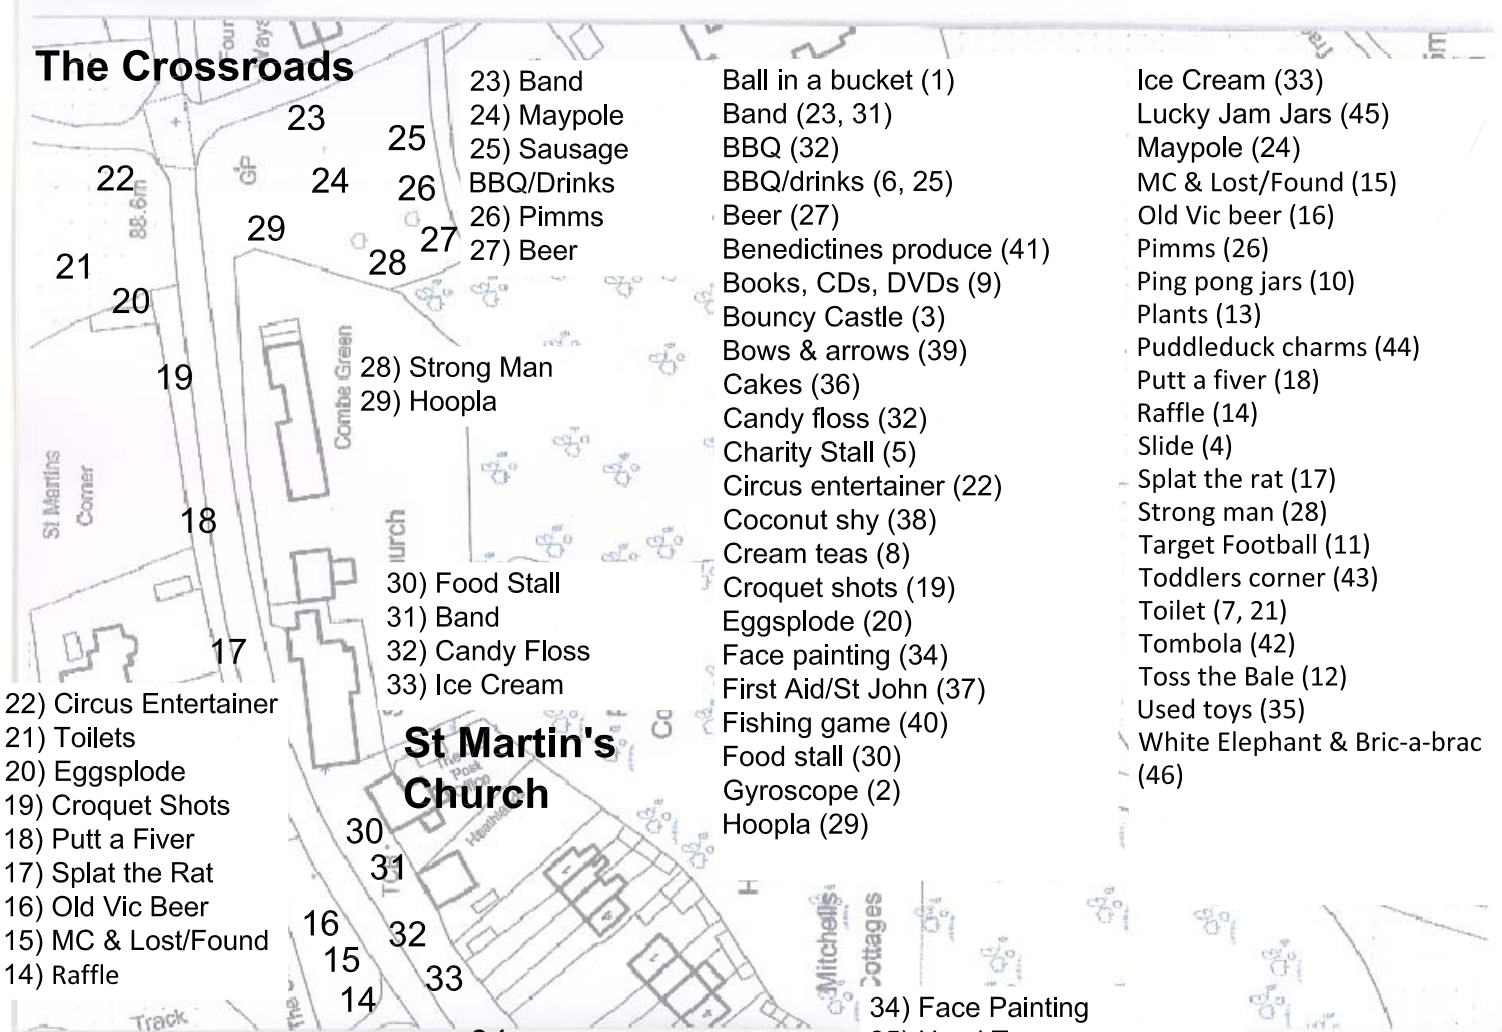 The Crossroads
23
25
22
24
26
GP
88.6m
29
27
28
21
20
19
18
17
Combe Green
St Martins
Corner
23) Band
24) Maypole
25) Sausage
BBQ/Drinks
26) Pimms
27) Beer
28) Strong Man
29) Hoopla
30) Food Stall
31) Band
32) Candy Floss
33) Ice Cream
St Martin's
Church
22) Circus Entertainer
21) Toilets
20) Eggsplode
19) Croquet Shots
18) Putt a Fiver
17) Splat the Rat
16) Old Vic Beer
15) MC & Lost/Found
14) Raffle
30
31
16
32
15
33
14
Track
Mitchells
Cottages
34) Face Painting
Ball in a bucket (1)
Band (23, 31)
BBQ (32)
BBQ/drinks (6, 25)
Beer (27)
Benedictines produce (41)
Books, CDs, DVDs (9)
Bouncy Castle (3)
Bows & arrows (39)
Cakes (36)
Candy floss (32)
Charity Stall (5)
Circus entertainer (22)
Coconut shy (38)
Cream teas (8)
Croquet shots (19)
Eggsplode (20)
Face painting (34)
First Aid/St John (37)
Fishing game (40)
Food stall (30)
Gyroscope (2)
Hoopla (29)
Ice Cream (33)
Lucky Jam Jars (45)
Maypole (24)
MC & Lost/Found (15)
Old Vic beer (16)
Pimms (26)
Ping pong jars (10)
Plants (13)
Puddleduck charms (44)
Putt a fiver (18)
Raffle (14)
Slide (4)
Splat the rat (17)
Strong man (28)
Target Football (11)
Toddlers corner (43)
Toilet (7, 21)
Tombola (42)
Toss the Bale (12)
Used toys (35)
White Elephant & Bric-a-brac
(46)